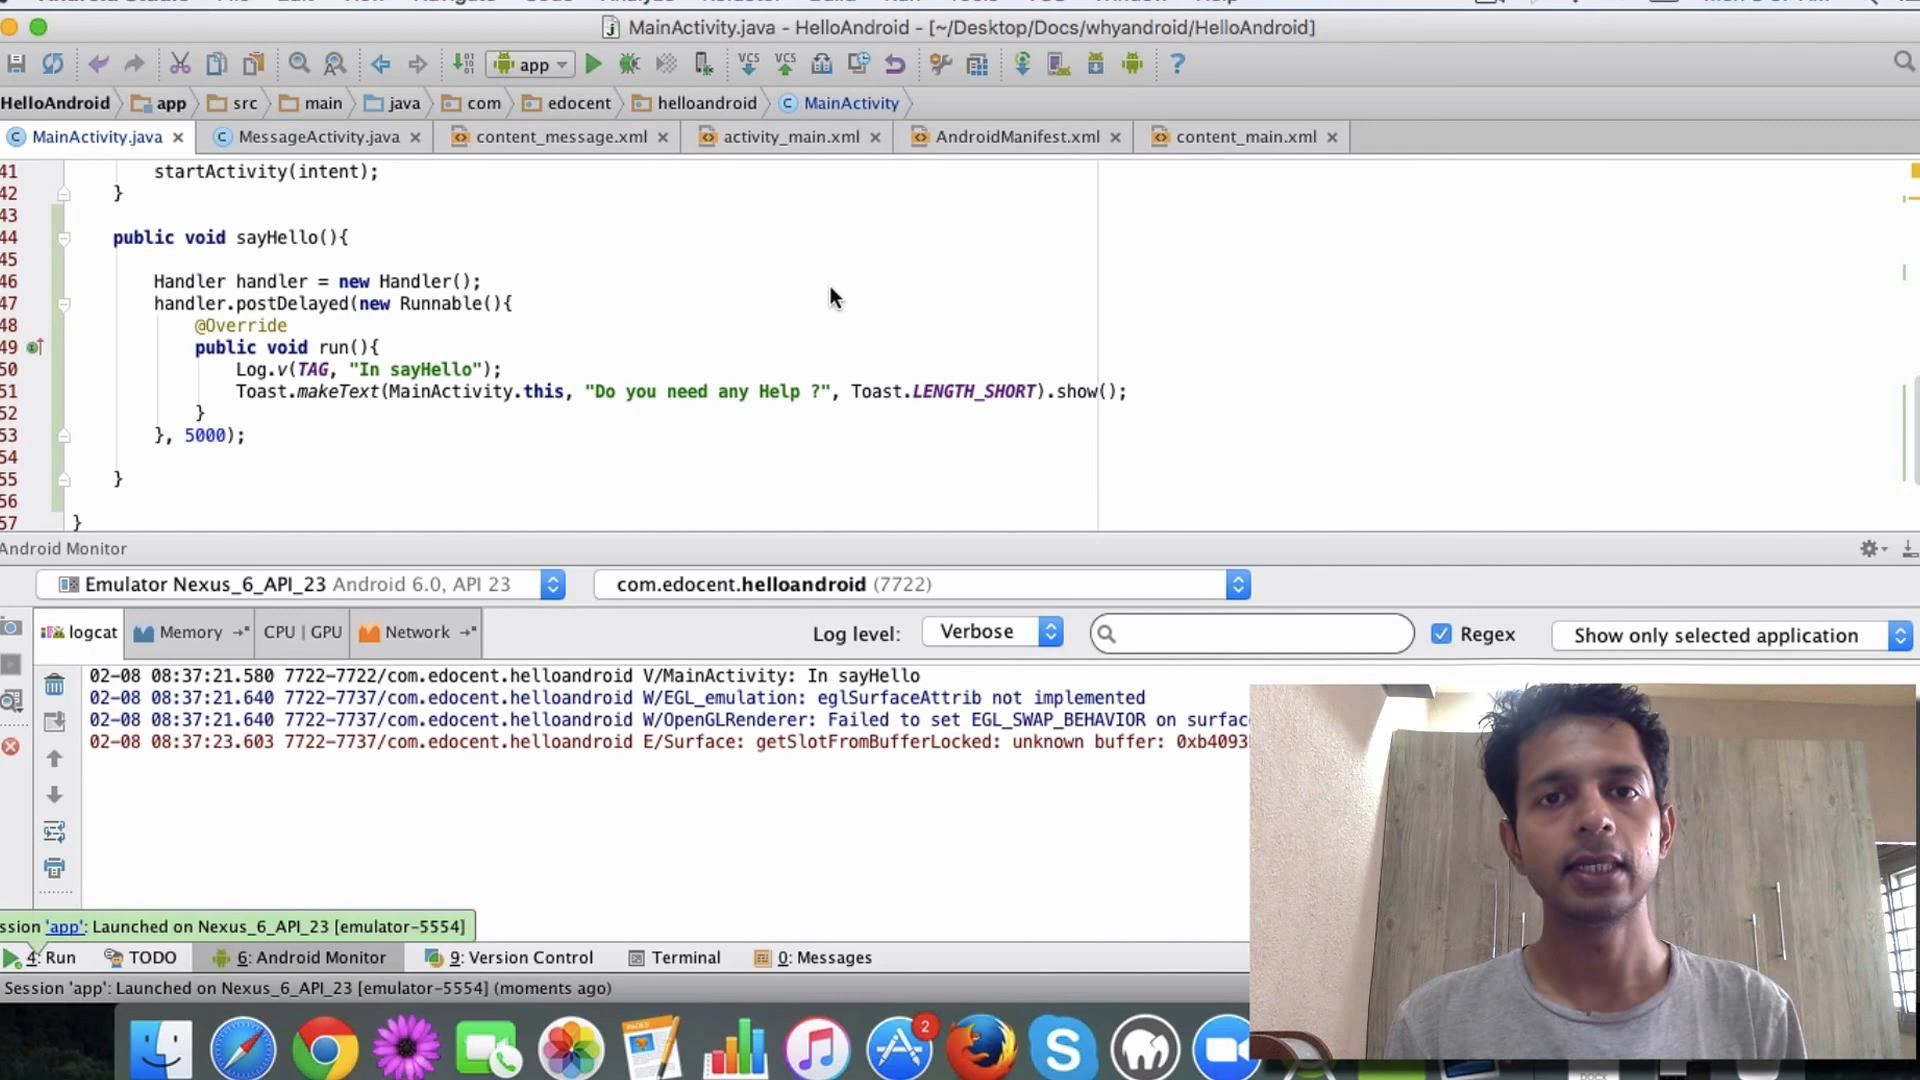 MainActivity.java - HelloAndroid - [~/Desktop/Docs/whyandroid/HelloAndroid]
app
HelloAndroid app src main java com edocent helloandroid MainActivity
MainActivity.java MessageActivity.java content_message.xml activity_main.xml AndroidManifest.xml content_main.xml
41 startActivity(intent);
42 }
43
44 public void sayHello(){
45
46 Handler handler = new Handler();
47 handler.postDelayed(new Runnable(){
48 @Override
49 public void run(){
50 Log.v(TAG, "In sayHello");
51 Toast.makeText(MainActivity.this, "Do you need any Help ?", Toast.LENGTH_SHORT).show();
52 }
53 }, 5000);
54
55 }
56
57 }
Android Monitor
Emulator Nexus_6_API_23 Android 6.0, API 23 com.edocent.helloandroid (7722)
logcat Memory CPU | GPU Network Log level: Verbose Regex Show only selected application
02-08 08:37:21.580 7722-7722/com.edocent.helloandroid V/MainActivity: In sayHello
02-08 08:37:21.640 7722-7737/com.edocent.helloandroid W/EGL_emulation: eglSurfaceAttrib not implemented
02-08 08:37:21.640 7722-7737/com.edocent.helloandroid W/OpenGLRenderer: Failed to set EGL_SWAP_BEHAVIOR on surfac
02-08 08:37:23.603 7722-7737/com.edocent.helloandroid E/Surface: getSlotFromBufferLocked: unknown buffer: 0xb4093
ssion 'app': Launched on Nexus_6_API_23 [emulator-5554]
4: Run TODO 6: Android Monitor 9: Version Control Terminal 0: Messages
Session 'app': Launched on Nexus_6_API_23 [emulator-5554] (moments ago)
PAGES
2